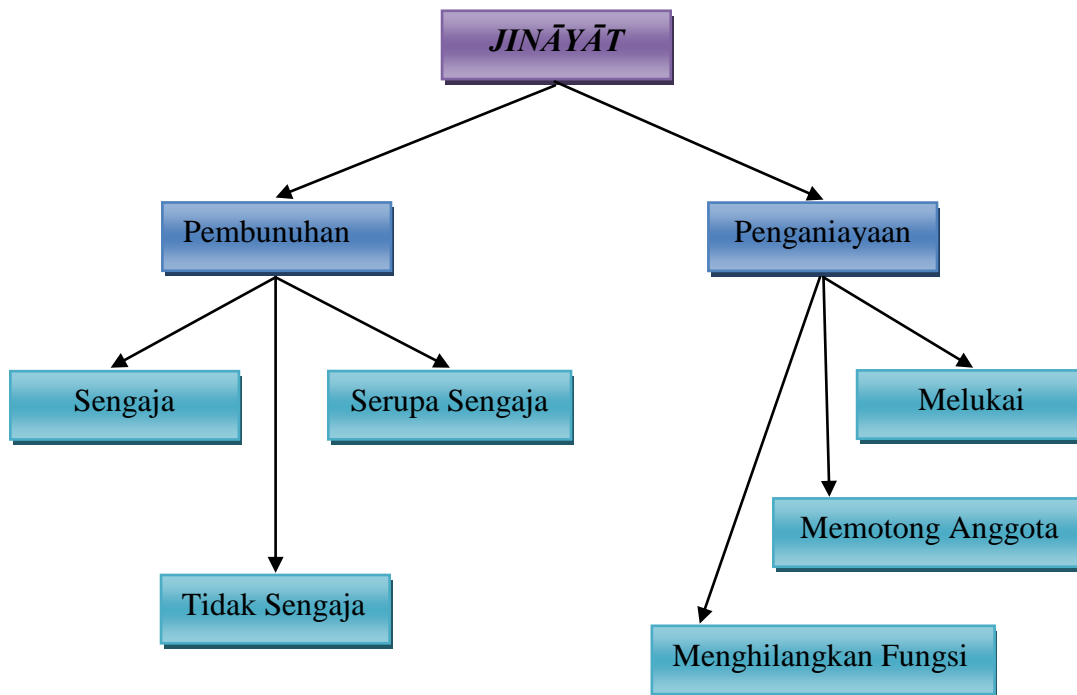 JINĀYĀT
Pembunuhan
Penganiayaan
Sengaja
Serupa Sengaja
Melukai
Memotong Anggota
Tidak Sengaja
Menghilangkan Fungsi